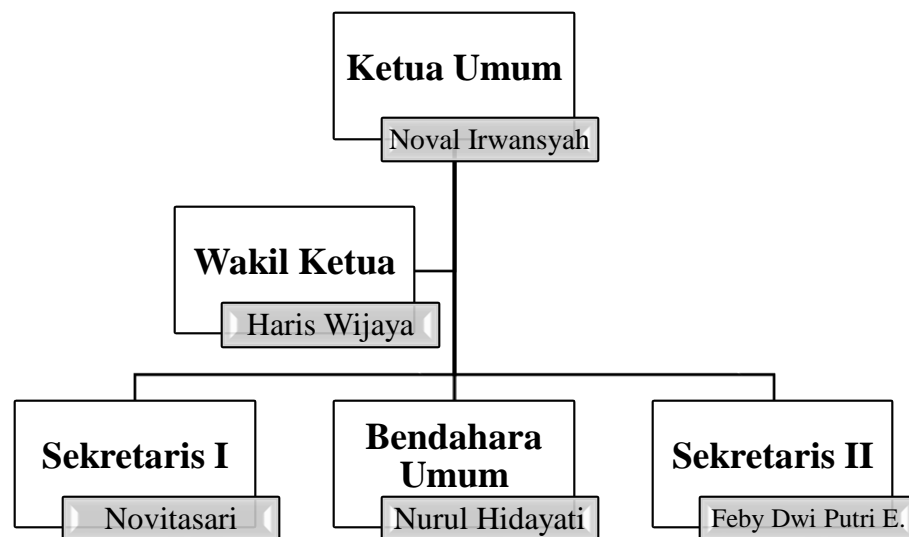 Ketua Umum
Noval Irwansyah
Wakil Ketua
Haris Wijaya
Sekretaris I
Novitasari
Bendahara
Umum
Nurul Hidayati
Sekretaris II
Feby Dwi Putri E.